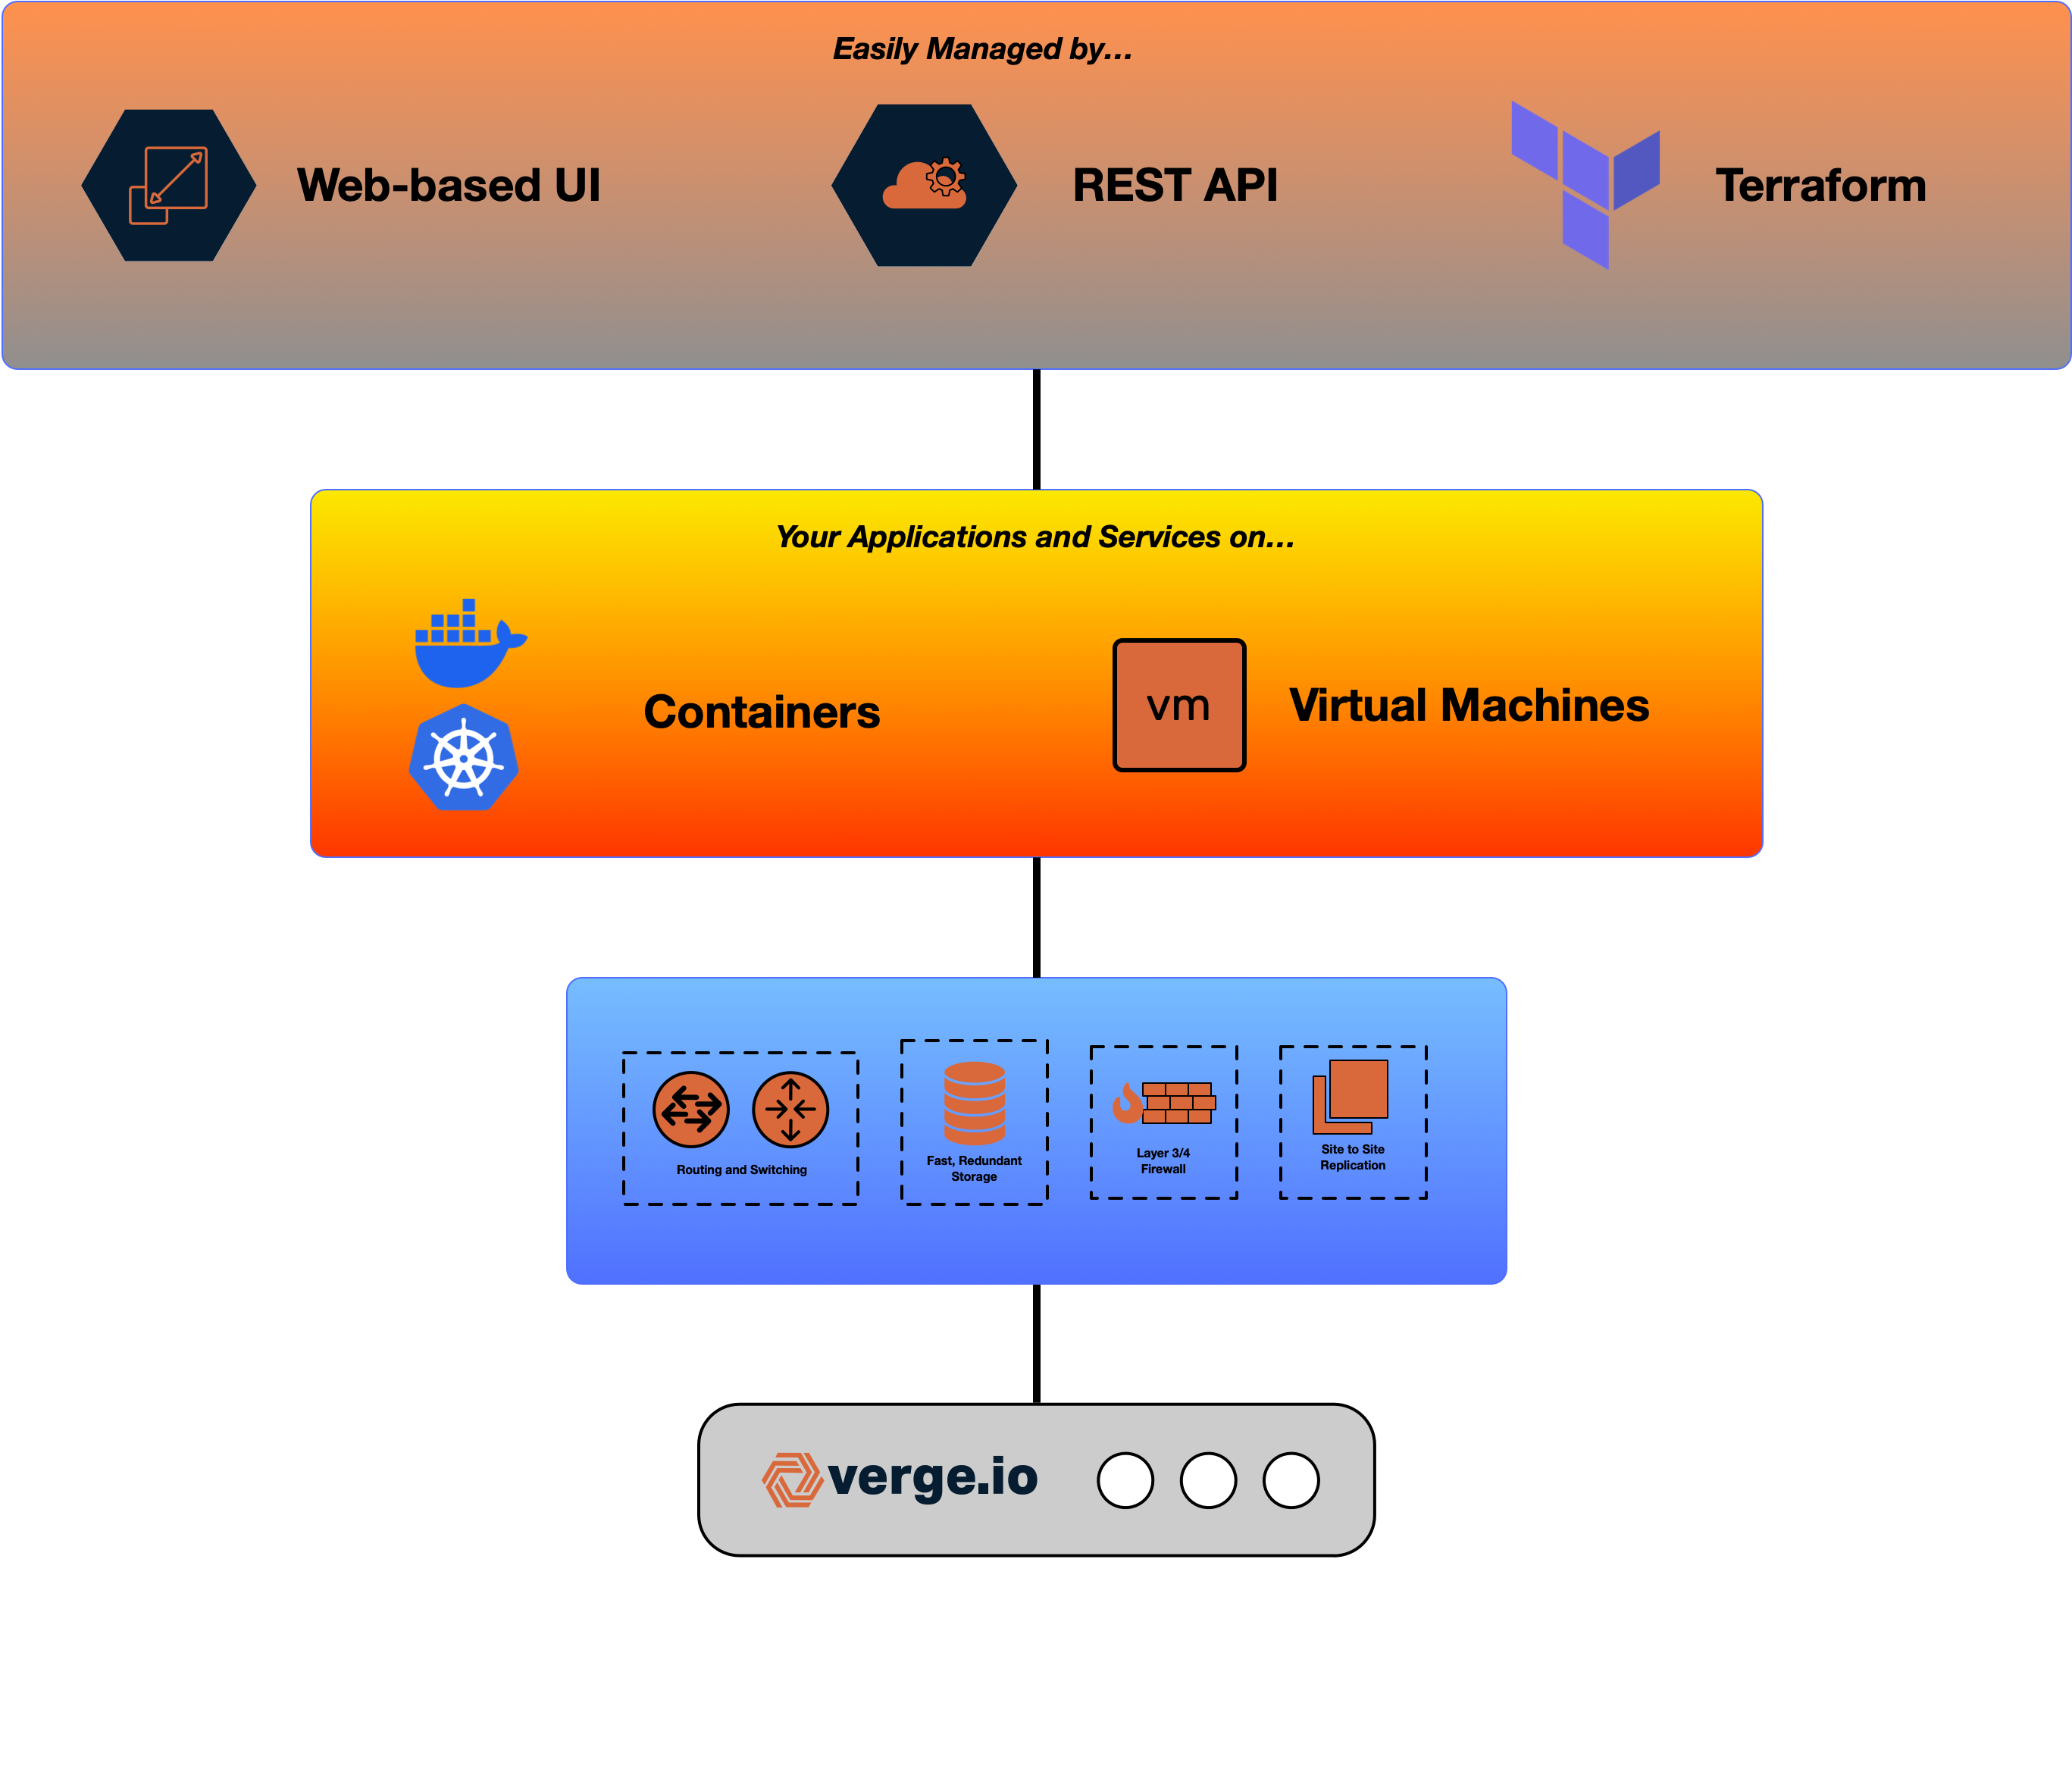 Easily Managed by...
Web-based UI
REST API
Terraform
Your Applications and Services on...
Containers
vm
Virtual Machines
Routing and Switching
Fast, Redundant
Storage
Layer 3/4
Firewall
Site to Site
Replication
verge.io